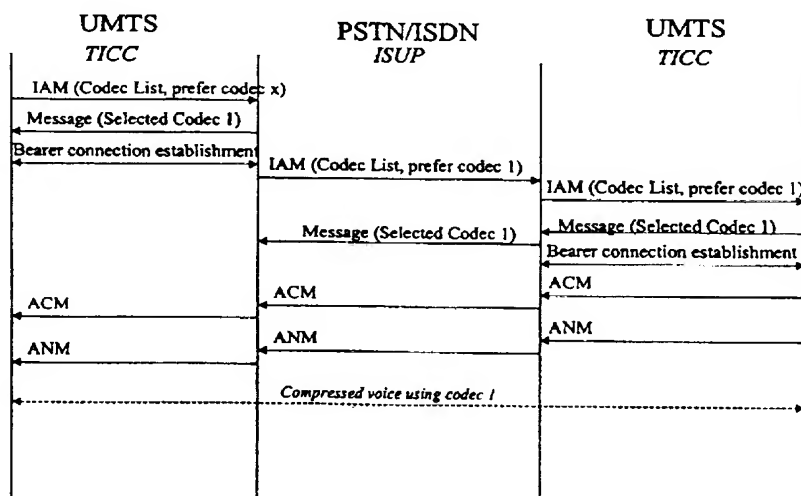 UMTS
TICC
PSTN/ISDN
ISUP
UMTS
TICC
IAM (Codec List, prefer codec x)
Message (Selected Codec 1)
Bearer connection establishment
IAM (Codec List, prefer codec 1)
IAM (Codec List, prefer codec 1)
Message (Selected Codec 1)
Message (Selected Codec 1)
Bearer connection establishment
ACM
ACM
ACM
ANM
ANM
ANM
Compressed voice using codec 1